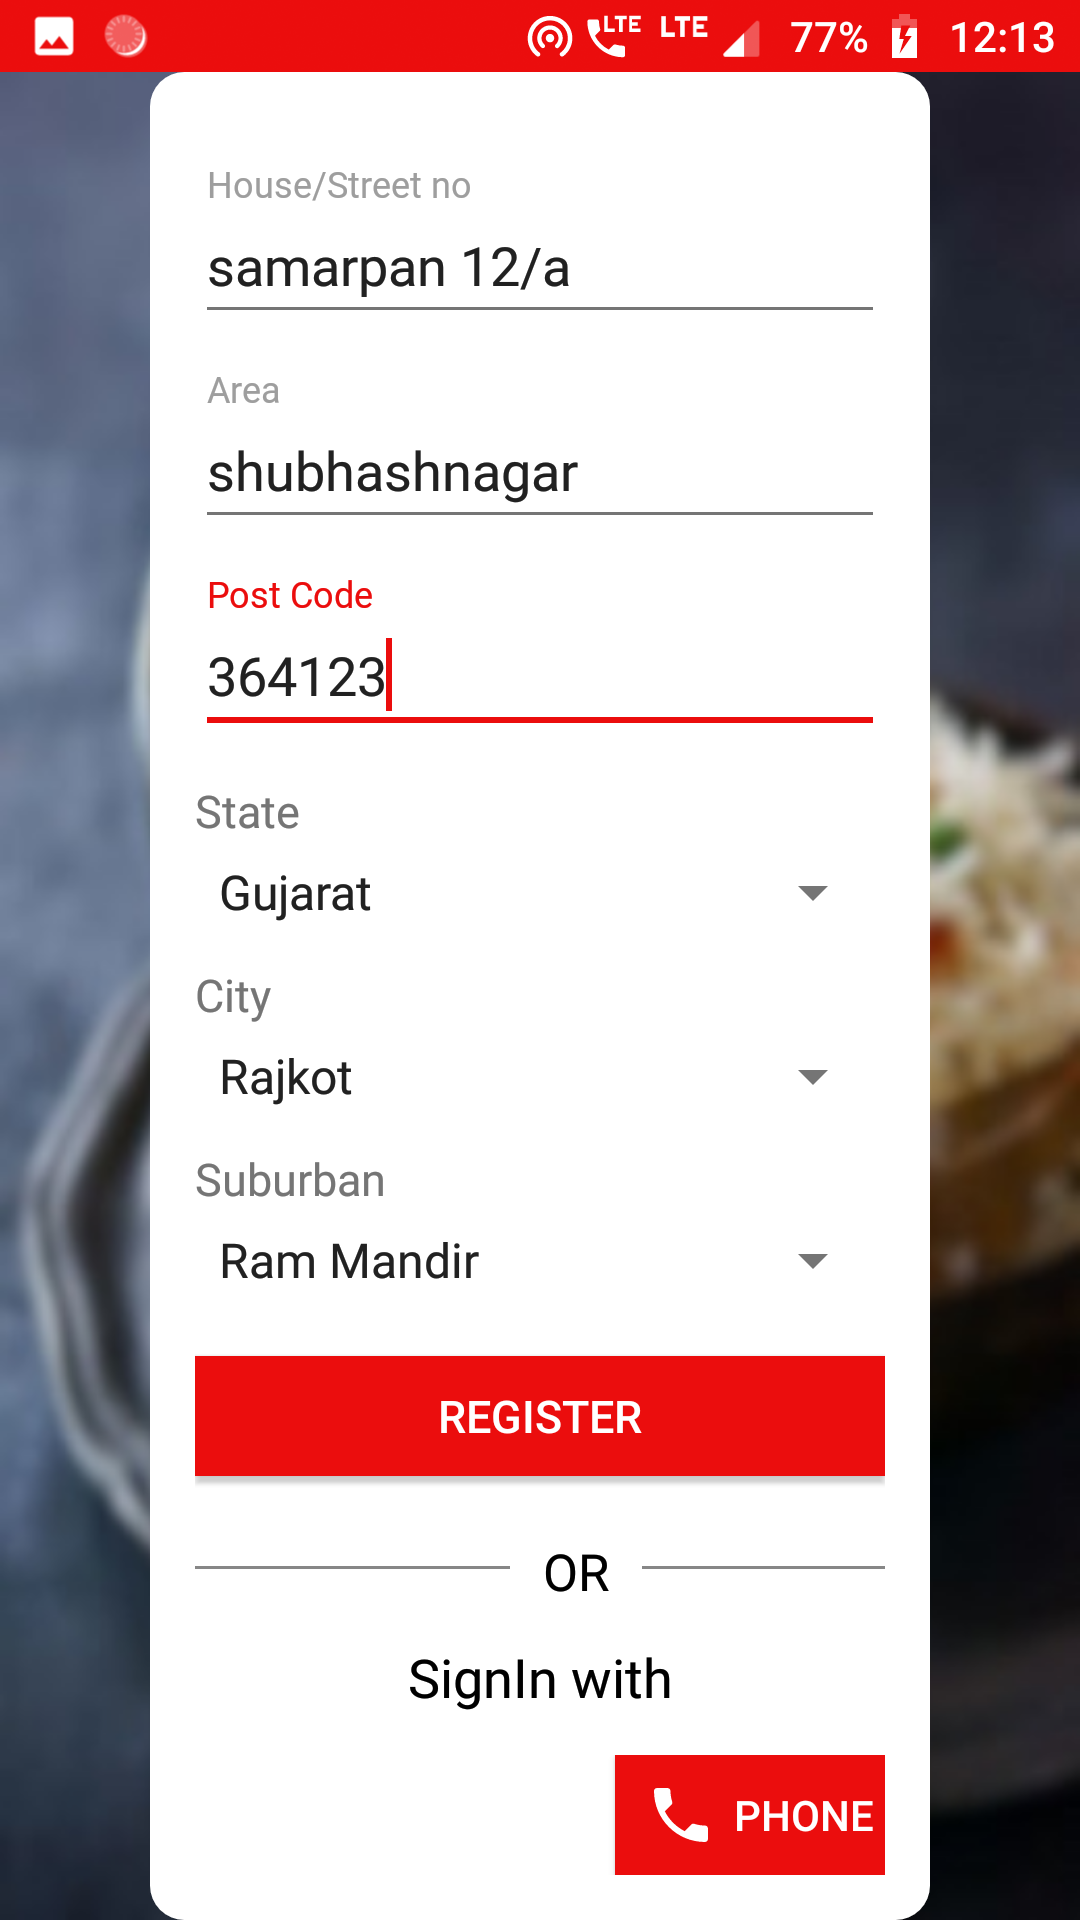 LTE LTE 77% 12:13
House/Street no
samarpan 12/a
Area
shubhashnagar
Post Code
364123
State
Gujarat
City
Rajkot
Suburban
Ram Mandir
REGISTER
OR
SignIn with
PHONE